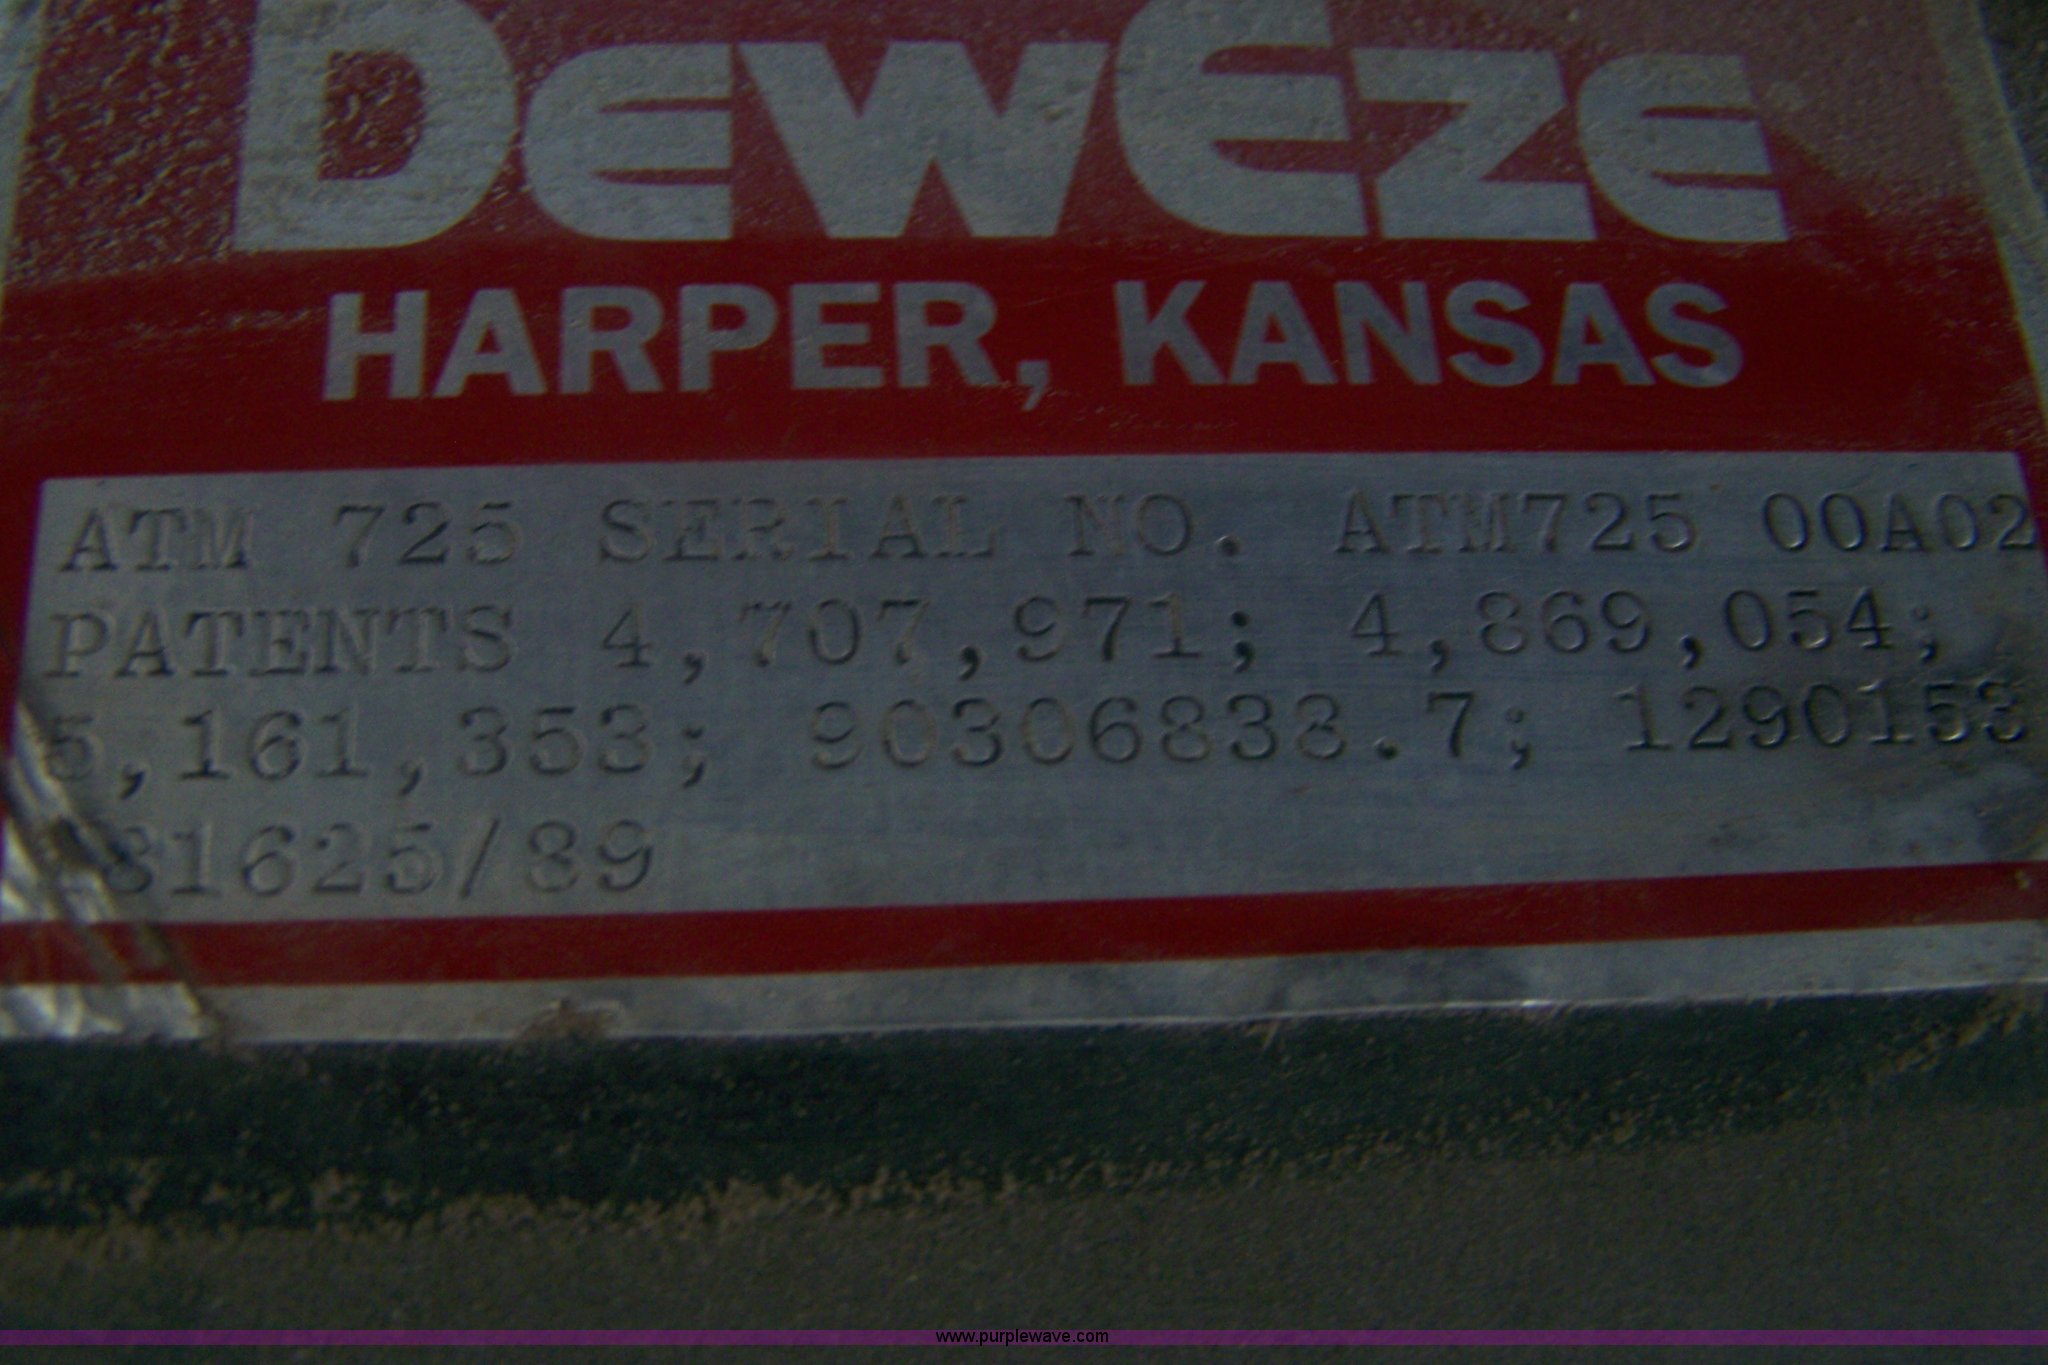 DEWEZE
HARPER, KANSAS
ATM 725 SERIAL NO. ATM725 00A02
PATENTS 4,707,971; 4,869,054;
5,161,353; 90306838.7; 1290153
81625/89
www.purplewave.com